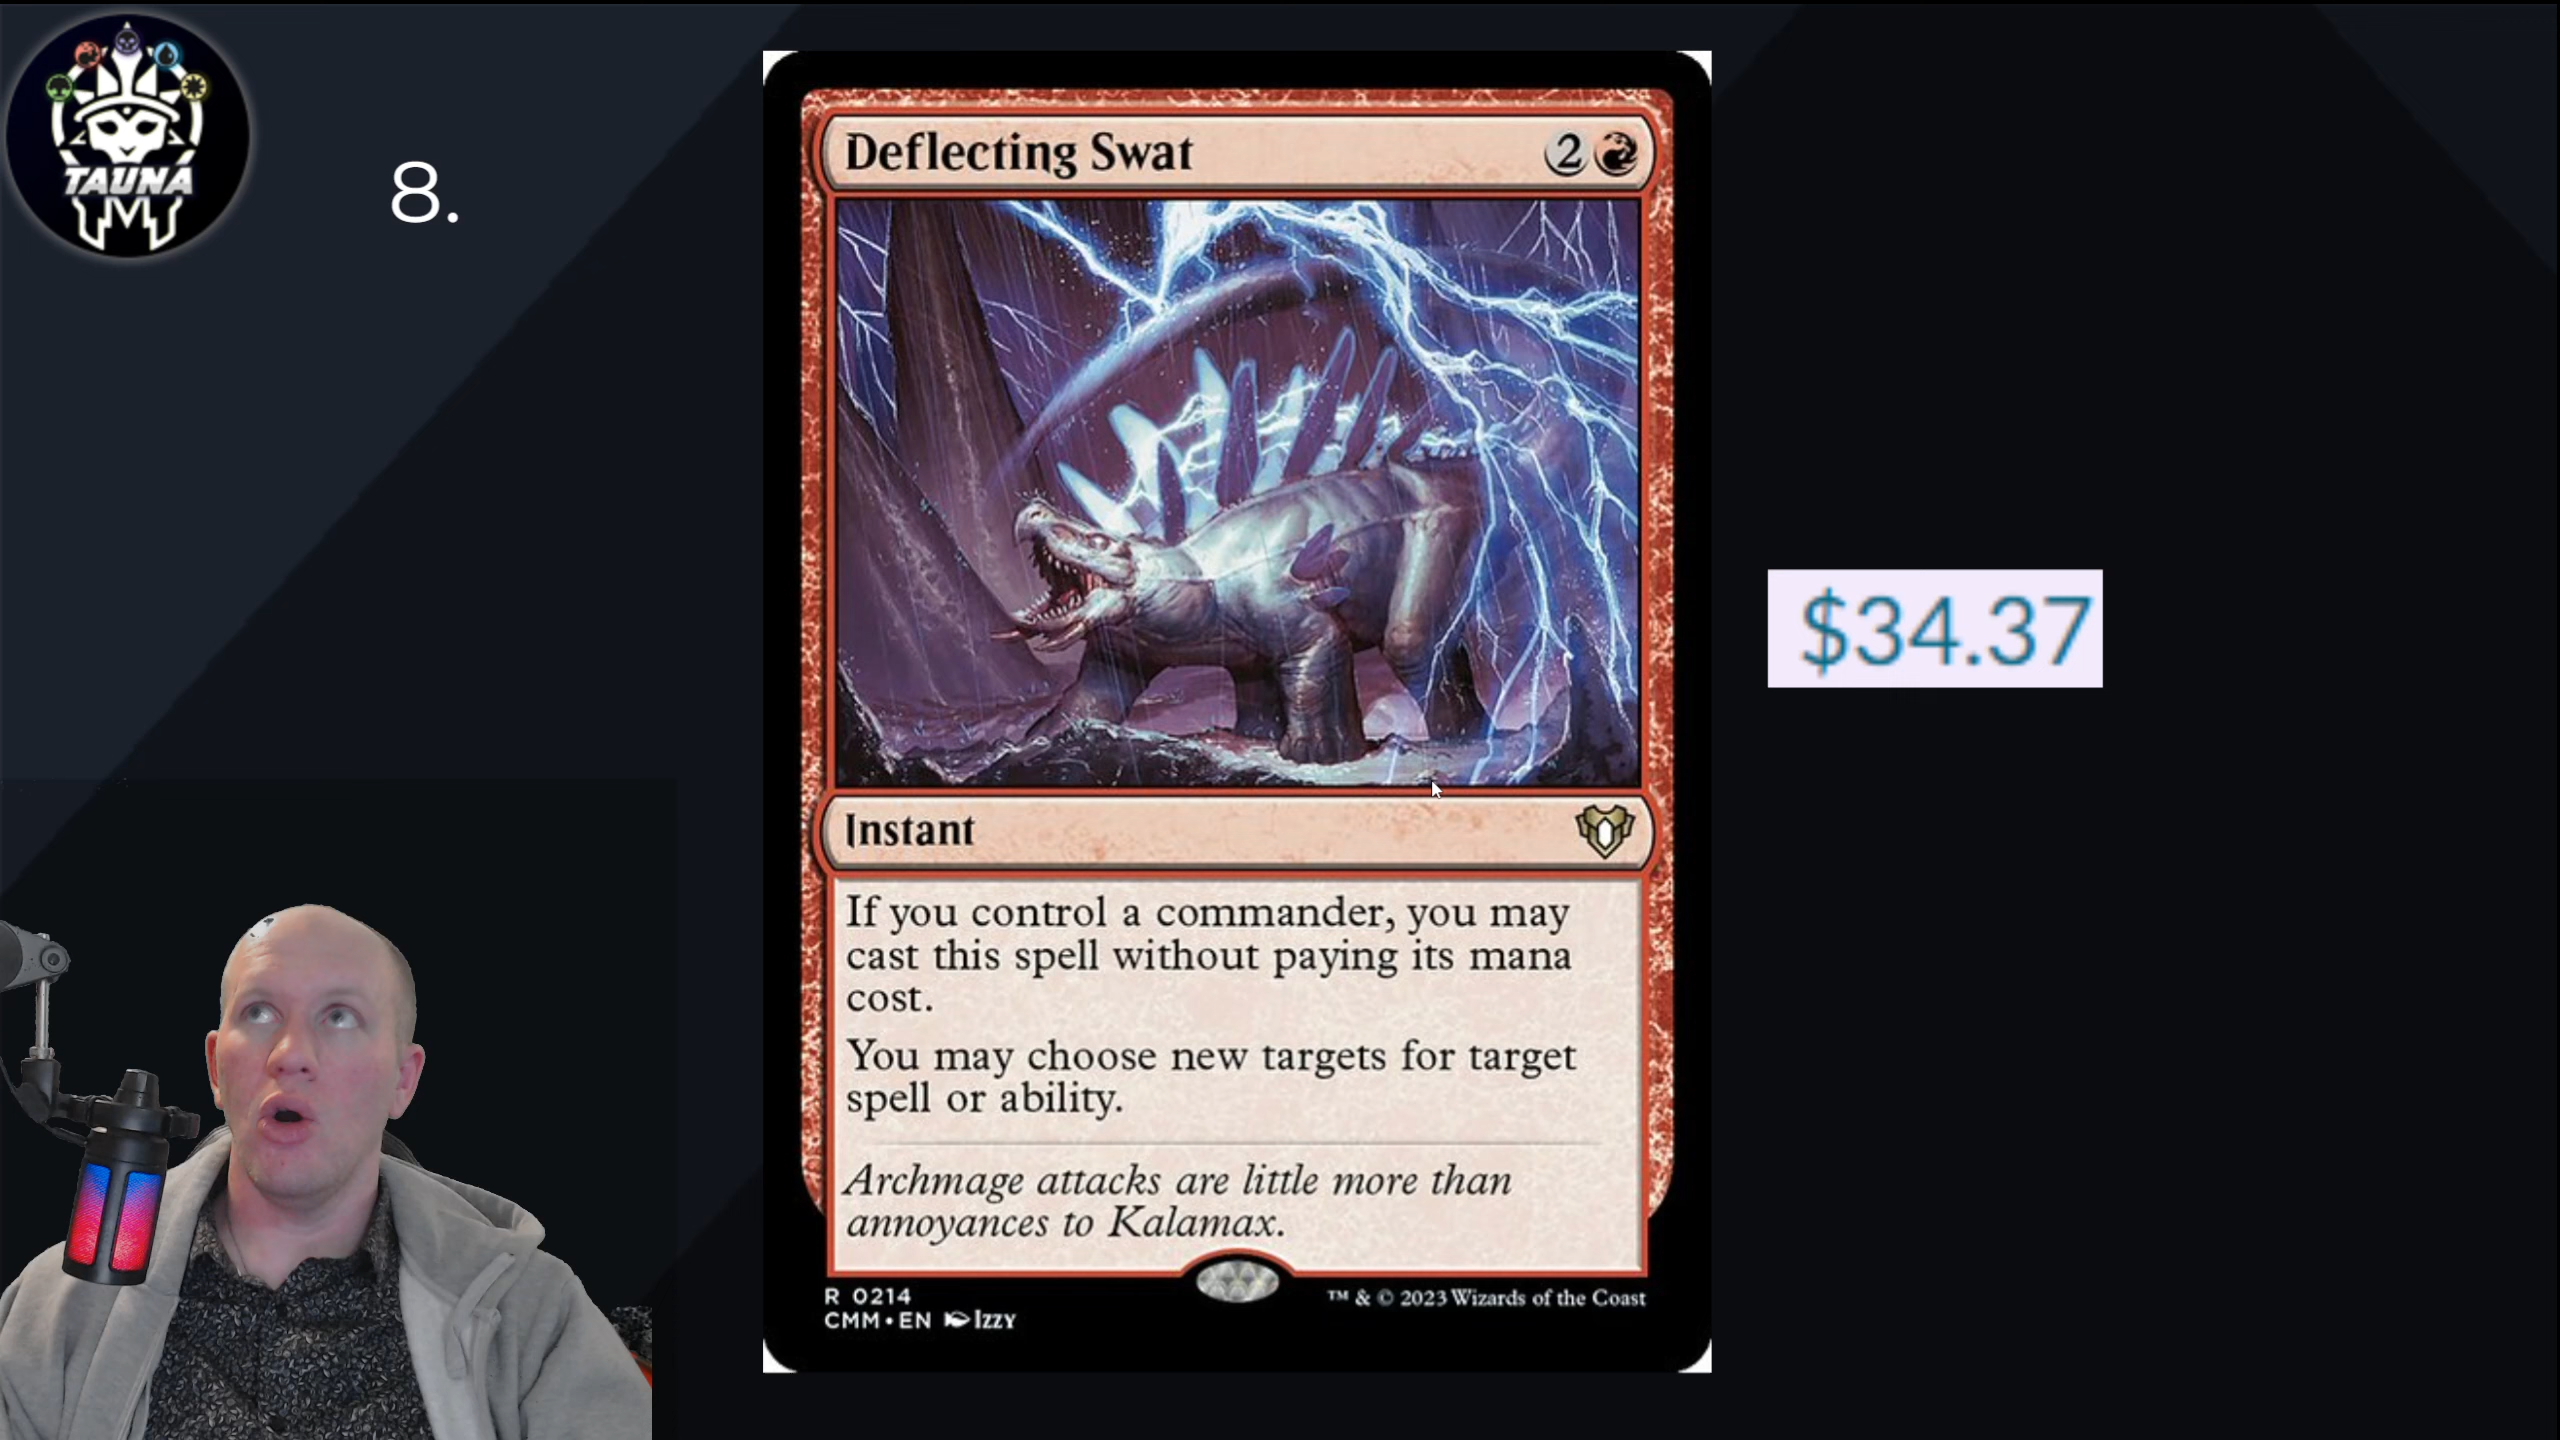 TAUNA
M
8.
Deflecting Swat
2
$34.37
Instant
If you control a commander, you may
cast this spell without paying its mana
cost.
You may choose new targets for target
spell or ability.
Archmage attacks are little more than
annoyances to Kalamax.
R 0214
CMM • EN Izzy
™ & © 2023 Wizards of the Coast